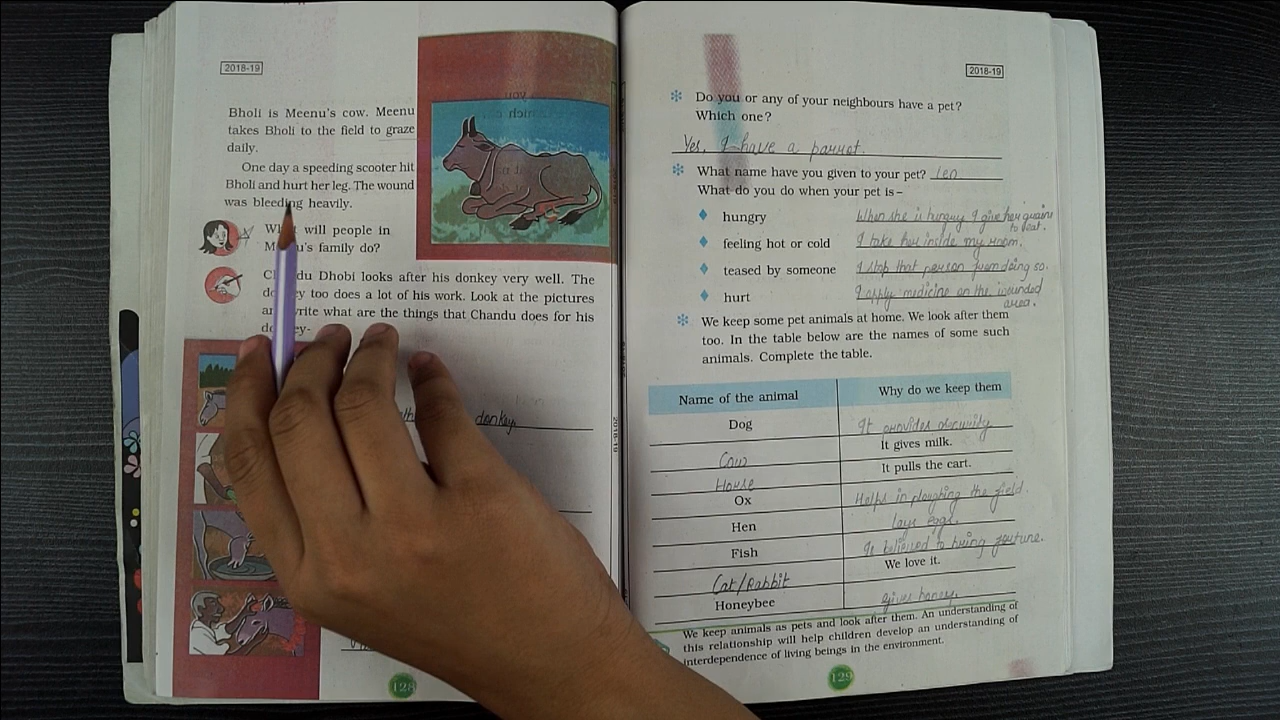 2018-19
Bholi is Meenu's cow. Meenu
takes Bholi to the field to graze
daily.
One day a speeding scooter hit
Bholi and hurt her leg. The wound
was bleeding heavily.
will people in
family do?
Dhobi looks after his donkey very well. The
too does a lot of his work. Look at the pictures
write what are the things that Chandu does for his
donkey
128
2018-19
Do you or any of your neighbours have a pet?
Which one?
Yes, I have a parrot.
What name have you given to your pet? Leo
What do you do when your pet is –
hungry When she is hunguy I give her grains
to eat.
feeling hot or cold I take her inside my room.
teased by someone I stop that person from doing so.
hurt I apply medicine on the wounded
area.
We keep some pet animals at home. We look after them
too. In the table below are the names of some such
animals. Complete the table.
Name of the animal Why do we keep them
Dog It provides security
Cow It gives milk.
House It pulls the cart.
Ox Helps in ploughing the field.
Hen lays eggs.
Fish Is believed to bring fortune.
Cat/Rabbit We love it.
Honeybee gives honey.
We keep animals as pets and look after them. An understanding of
this relationship will help children develop an understanding of
interdependence of living beings in the environment.
129